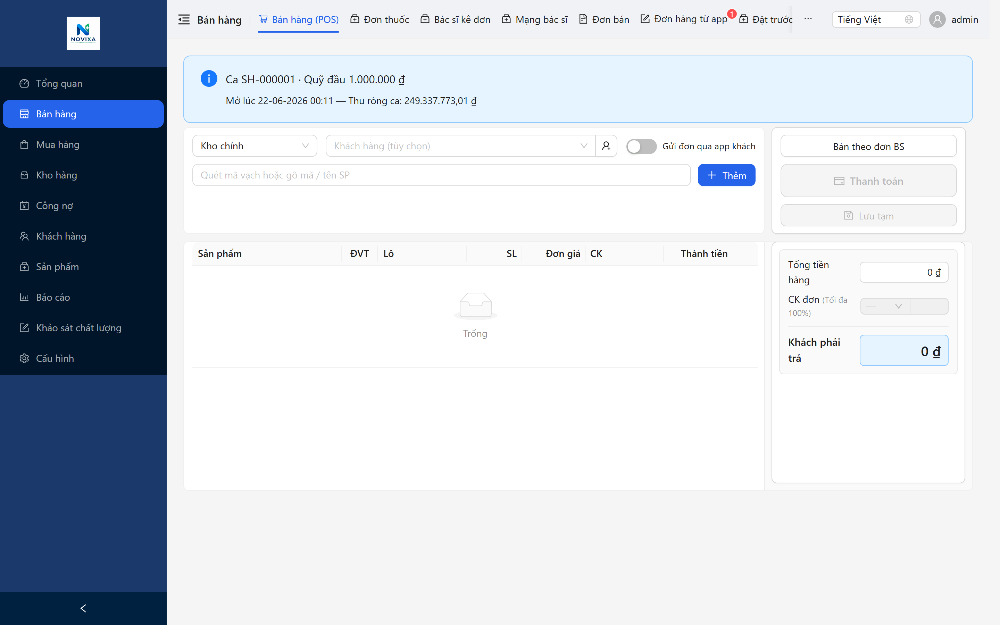 NOVIXA
Tổng quan
Bán hàng
Mua hàng
Kho hàng
Công nợ
Khách hàng
Sản phẩm
Báo cáo
Khảo sát chất lượng
Cấu hình
Bán hàng
Bán hàng (POS)
Đơn thuốc
Bác sĩ kê đơn
Mạng bác sĩ
Đơn bán
Đơn hàng từ app
1
Đặt trước
Tiếng Việt
admin
Ca SH-000001 · Quỹ đầu 1.000.000 ₫
Mở lúc 22-06-2026 00:11 — Thu ròng ca: 249.337.773,01 ₫
Kho chính
Khách hàng (tùy chọn)
Gửi đơn qua app khách
Quét mã vạch hoặc gõ mã / tên SP
Thêm
Bán theo đơn BS
Thanh toán
Lưu tạm
Sản phẩm
ĐVT
Lô
SL
Đơn giá
CK
Thành tiền
Trống
Tổng tiền
hàng
0 ₫
CK đơn (Tối đa
100%)
—
Khách phải
trả
0 ₫